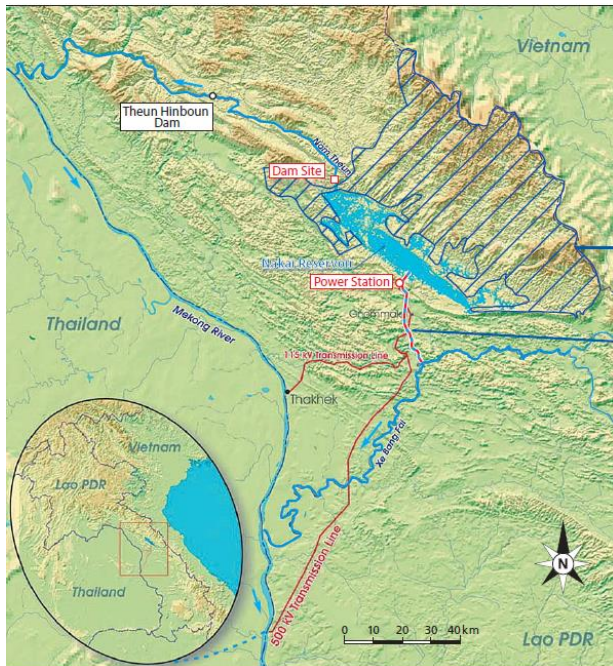 Vietnam
Theun Hinboun
Dam
Nam Theun
Dam Site
Nakai Reservoir
Power Station
Gnommalat
Thailand
Mekong River
115 kV Transmission Line
Thakhek
Xe Bang Fai
500 kV Transmission Line
Vietnam
Lao PDR
Thailand
N
0 10 20 30 40 km
Lao PDR